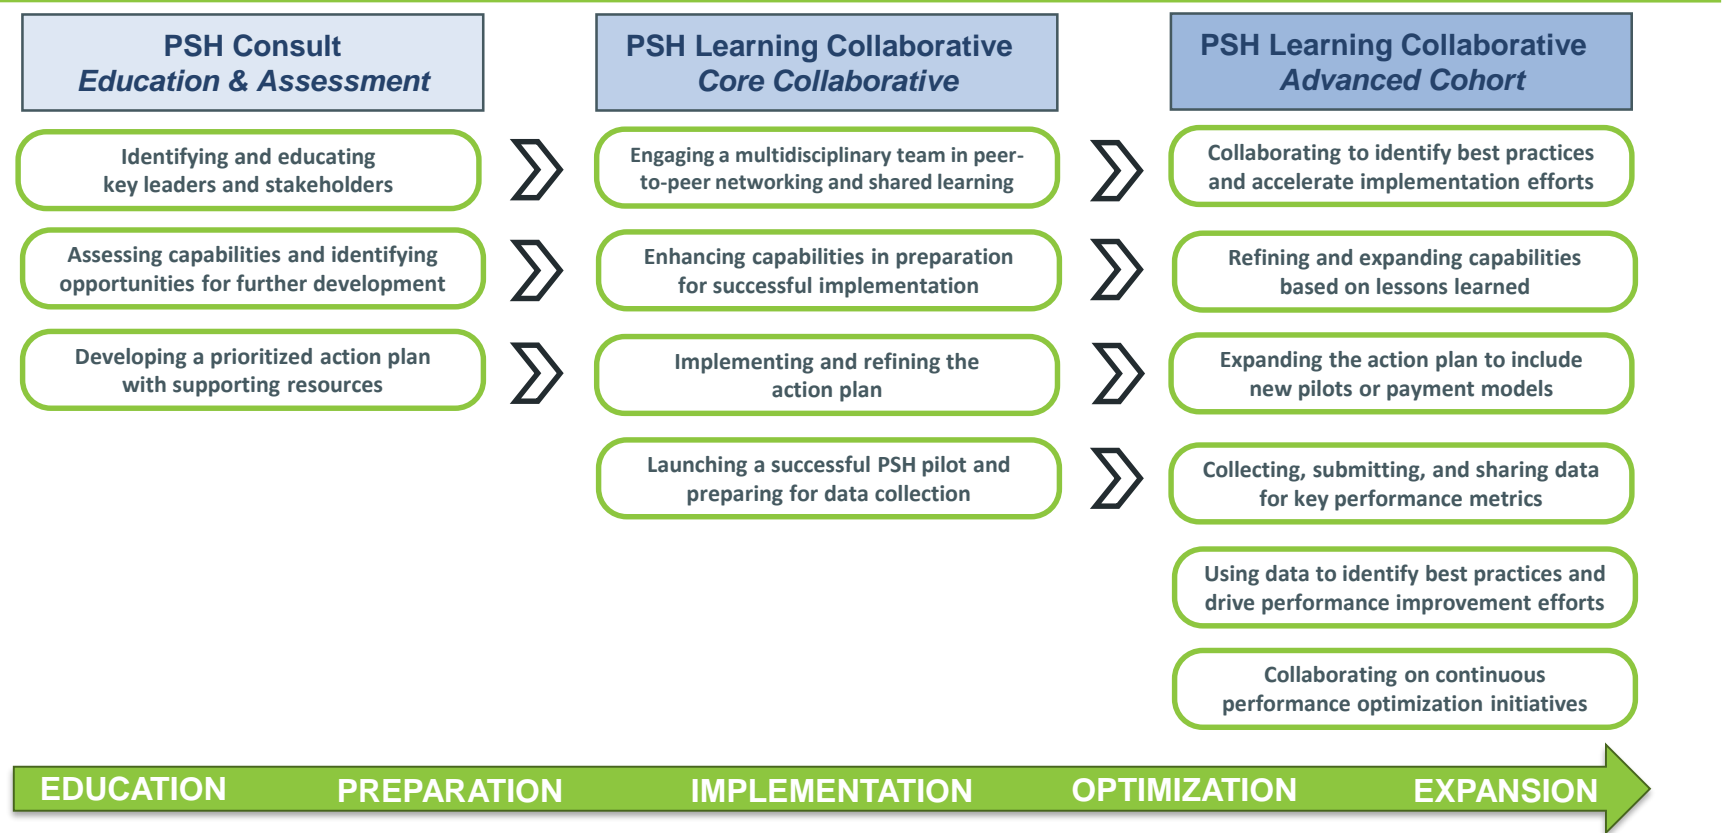 PSH Consult
Education & Assessment
Identifying and educating
key leaders and stakeholders
Assessing capabilities and identifying
opportunities for further development
Developing a prioritized action plan
with supporting resources
PSH Learning Collaborative
Core Collaborative
Engaging a multidisciplinary team in peer-
to-peer networking and shared learning
Enhancing capabilities in preparation
for successful implementation
Implementing and refining the
action plan
Launching a successful PSH pilot and
preparing for data collection
PSH Learning Collaborative
Advanced Cohort
Collaborating to identify best practices
and accelerate implementation efforts
Refining and expanding capabilities
based on lessons learned
Expanding the action plan to include
new pilots or payment models
Collecting, submitting, and sharing data
for key performance metrics
Using data to identify best practices and
drive performance improvement efforts
Collaborating on continuous
performance optimization initiatives
EDUCATION PREPARATION IMPLEMENTATION OPTIMIZATION EXPANSION